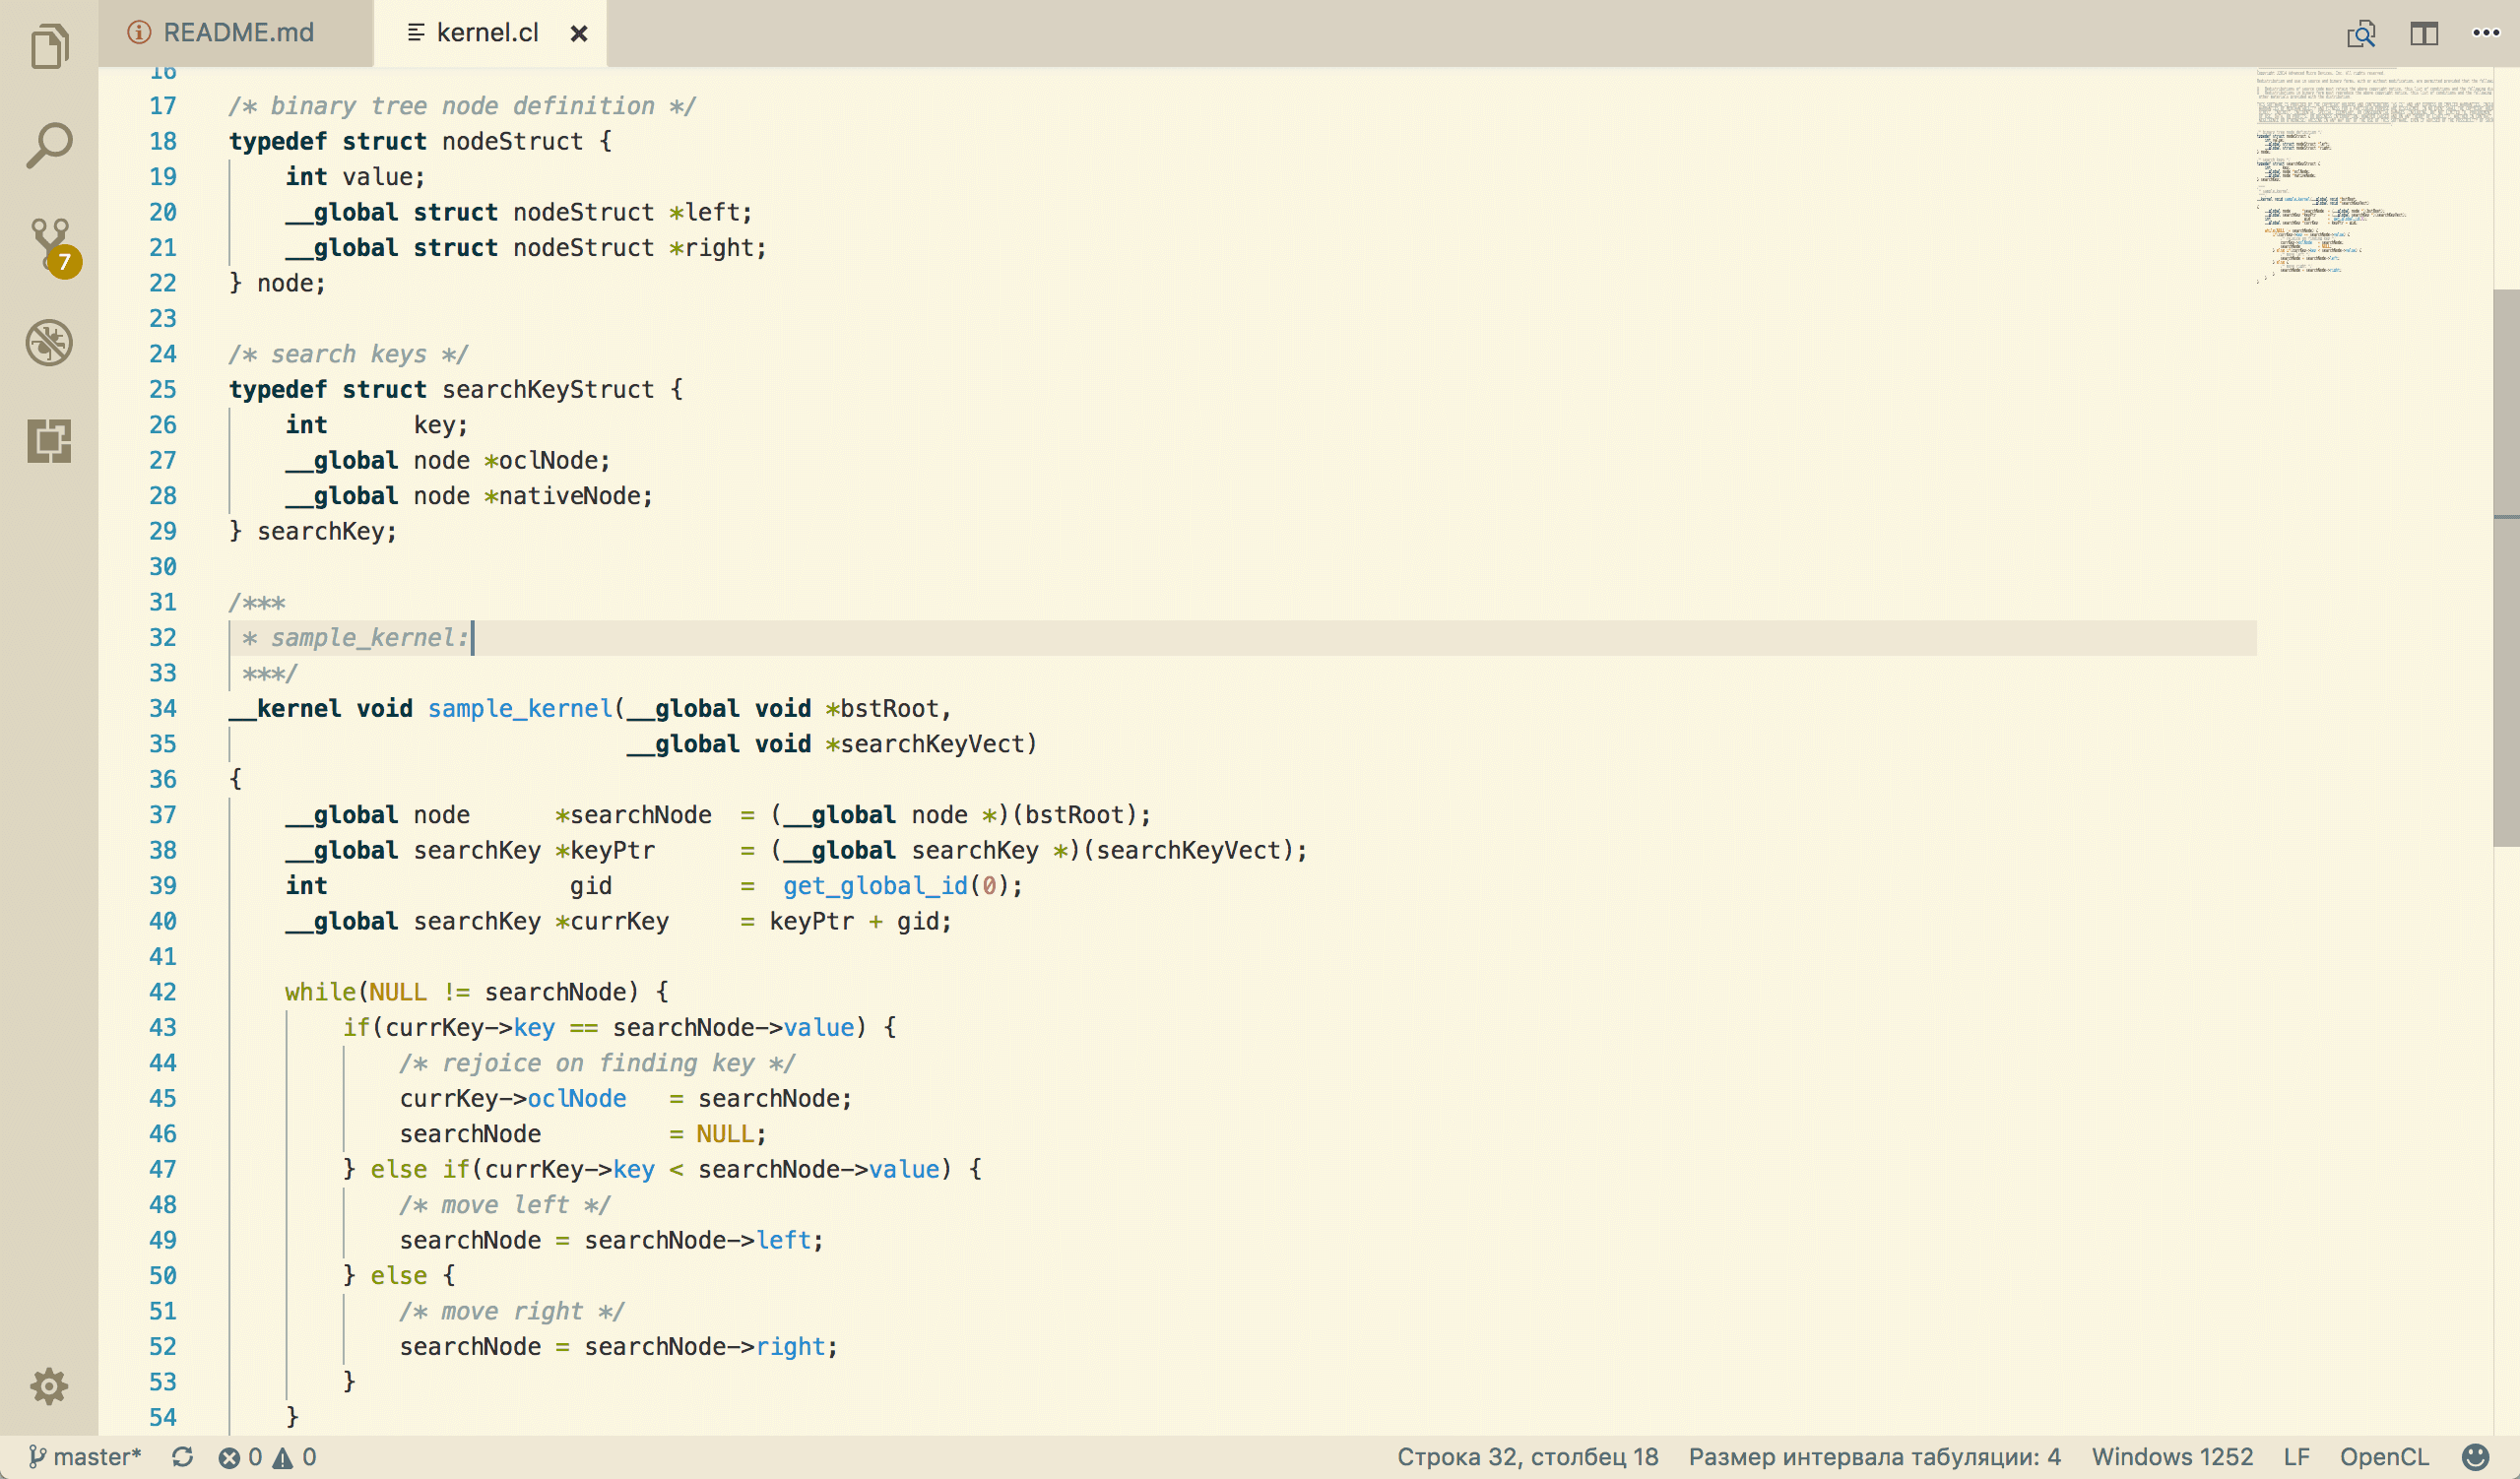 README.md
kernel.cl
16
17 /* binary tree node definition */
18 typedef struct nodeStruct {
19     int value;
20     __global struct nodeStruct *left;
21     __global struct nodeStruct *right;
22 } node;
23
24 /* search keys */
25 typedef struct searchKeyStruct {
26     int      key;
27     __global node *oclNode;
28     __global node *nativeNode;
29 } searchKey;
30
31 /***
32  * sample_kernel:
33  ***/
34 __kernel void sample_kernel(__global void *bstRoot,
35                             __global void *searchKeyVect)
36 {
37     __global node      *searchNode  = (__global node *)(bstRoot);
38     __global searchKey *keyPtr      = (__global searchKey *)(searchKeyVect);
39     int                 gid         =  get_global_id(0);
40     __global searchKey *currKey     = keyPtr + gid;
41
42     while(NULL != searchNode) {
43         if(currKey->key == searchNode->value) {
44             /* rejoice on finding key */
45             currKey->oclNode   = searchNode;
46             searchNode         = NULL;
47         } else if(currKey->key < searchNode->value) {
48             /* move left */
49             searchNode = searchNode->left;
50         } else {
51             /* move right */
52             searchNode = searchNode->right;
53         }
54     }
7
master* 0 0 Строка 32, столбец 18 Размер интервала табуляции: 4 Windows 1252 LF OpenCL